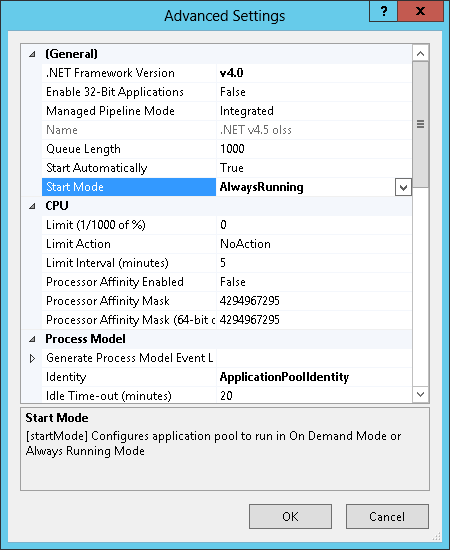 Advanced Settings
?
x
(General)
.NET Framework Version v4.0
Enable 32-Bit Applications False
Managed Pipeline Mode Integrated
Name .NET v4.5 olss
Queue Length 1000
Start Automatically True
Start Mode AlwaysRunning
CPU
Limit (1/1000 of %) 0
Limit Action NoAction
Limit Interval (minutes) 5
Processor Affinity Enabled False
Processor Affinity Mask 4294967295
Processor Affinity Mask (64-bit c 4294967295
Process Model
Generate Process Model Event L
Identity ApplicationPoolIdentity
Idle Time-out (minutes) 20
Start Mode
[startMode] Configures application pool to run in On Demand Mode or
Always Running Mode
OK Cancel